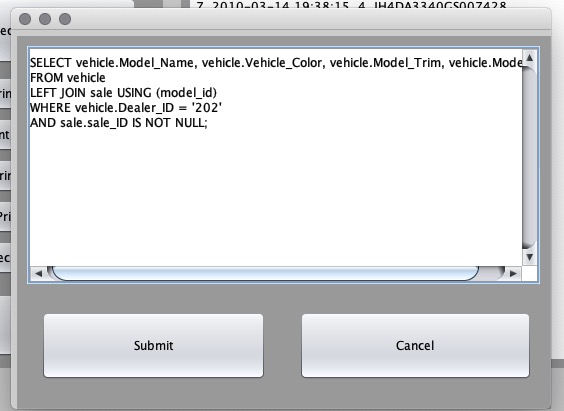 7 2010-03-14 19:38:15 4 JH4DA3340GS007428
SELECT vehicle.Model_Name, vehicle.Vehicle_Color, vehicle.Model_Trim, vehicle.Mode
FROM vehicle
LEFT JOIN sale USING (model_id)
WHERE vehicle.Dealer_ID = '202'
AND sale.sale_ID IS NOT NULL;
Submit Cancel